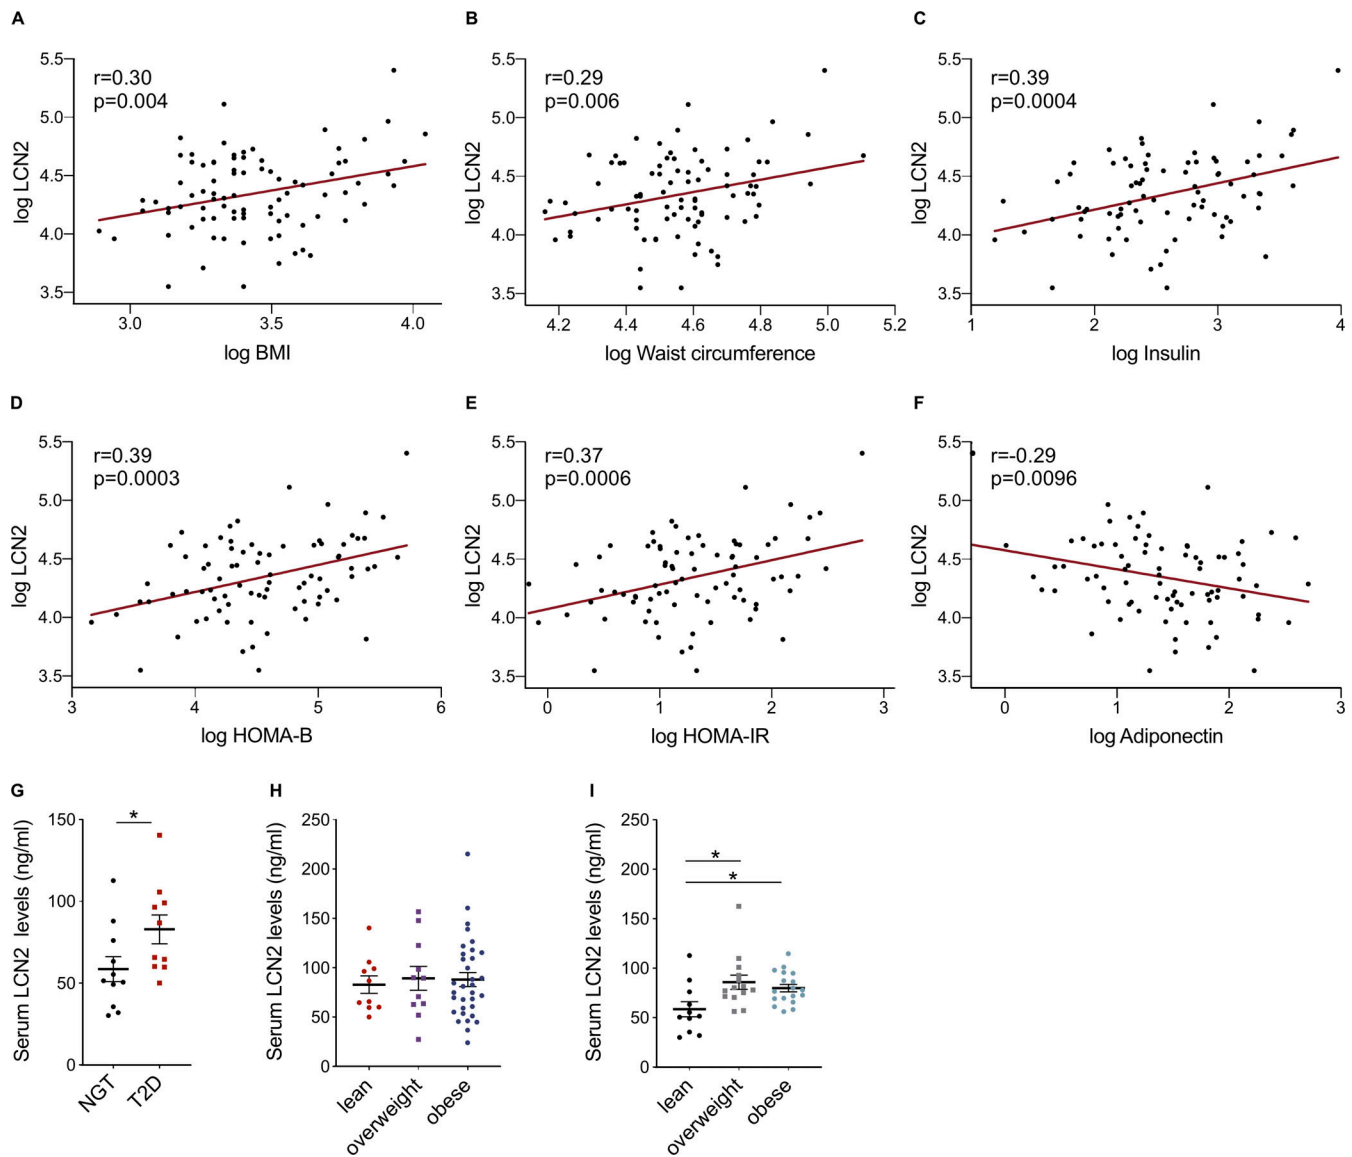 A
r=0.30
p=0.004
log LCN2
5.5
5.0
4.5
4.0
3.5
3.0
3.5
4.0
log BMI
B
r=0.29
p=0.006
log LCN2
5.5
5.0
4.5
4.0
3.5
4.2
4.4
4.6
4.8
5.0
5.2
log Waist circumference
C
r=0.39
p=0.0004
log LCN2
5.5
5.0
4.5
4.0
3.5
1
2
3
4
log Insulin
D
r=0.39
p=0.0003
log LCN2
5.5
5.0
4.5
4.0
3.5
3
4
5
6
log HOMA-B
E
r=0.37
p=0.0006
log LCN2
5.5
5.0
4.5
4.0
3.5
0
1
2
3
log HOMA-IR
F
r=-0.29
p=0.0096
log LCN2
5.5
5.0
4.5
4.0
3.5
0
1
2
3
log Adiponectin
G
Serum LCN2 levels (ng/ml)
150
100
50
0
*
NGT
T2D
H
Serum LCN2 levels (ng/ml)
250
200
150
100
50
0
lean
overweight
obese
I
Serum LCN2 levels (ng/ml)
250
200
150
100
50
0
*
*
lean
overweight
obese